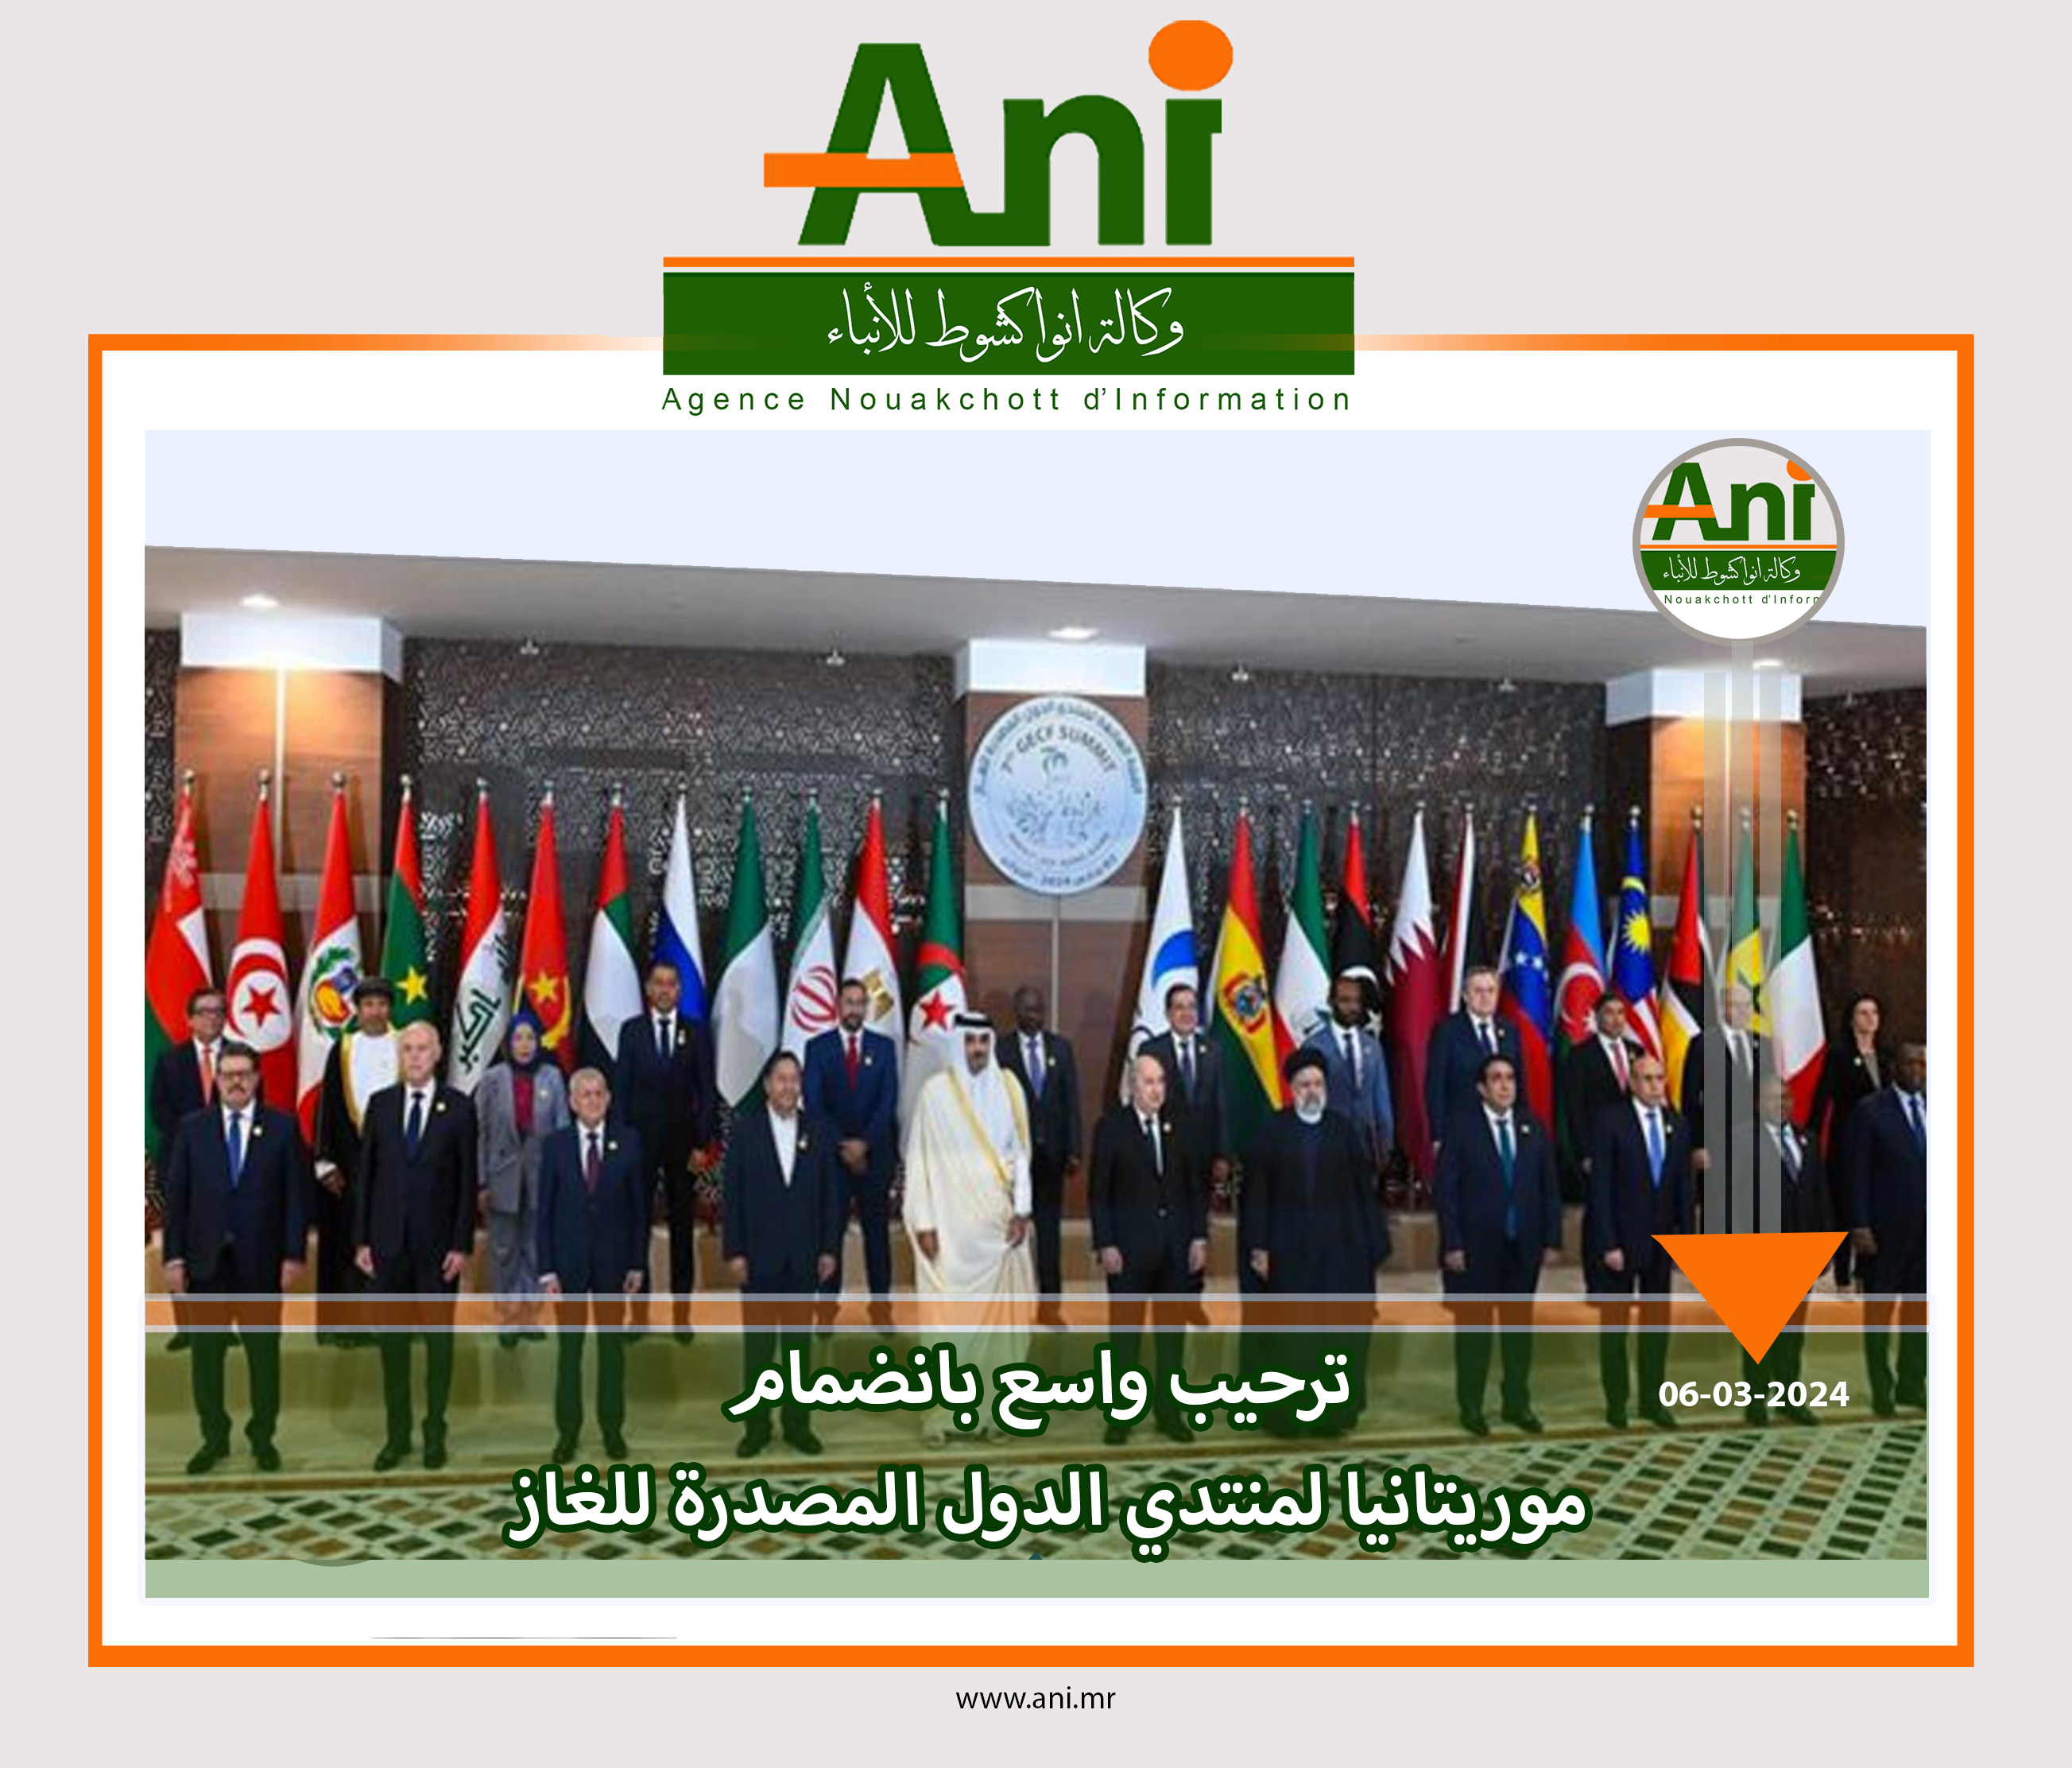 Ani
وكالة انواكشوط للأنباء
Agence Nouakchott d'Information
Ani
وكالة انواكشوط للأنباء
Nouakchott d'Inforr
7th GECF SUMMIT
ترحيب واسع بانضمام
06-03-2024
موريتانيا لمنتدي الدول المصدرة للغاز
www.ani.mr